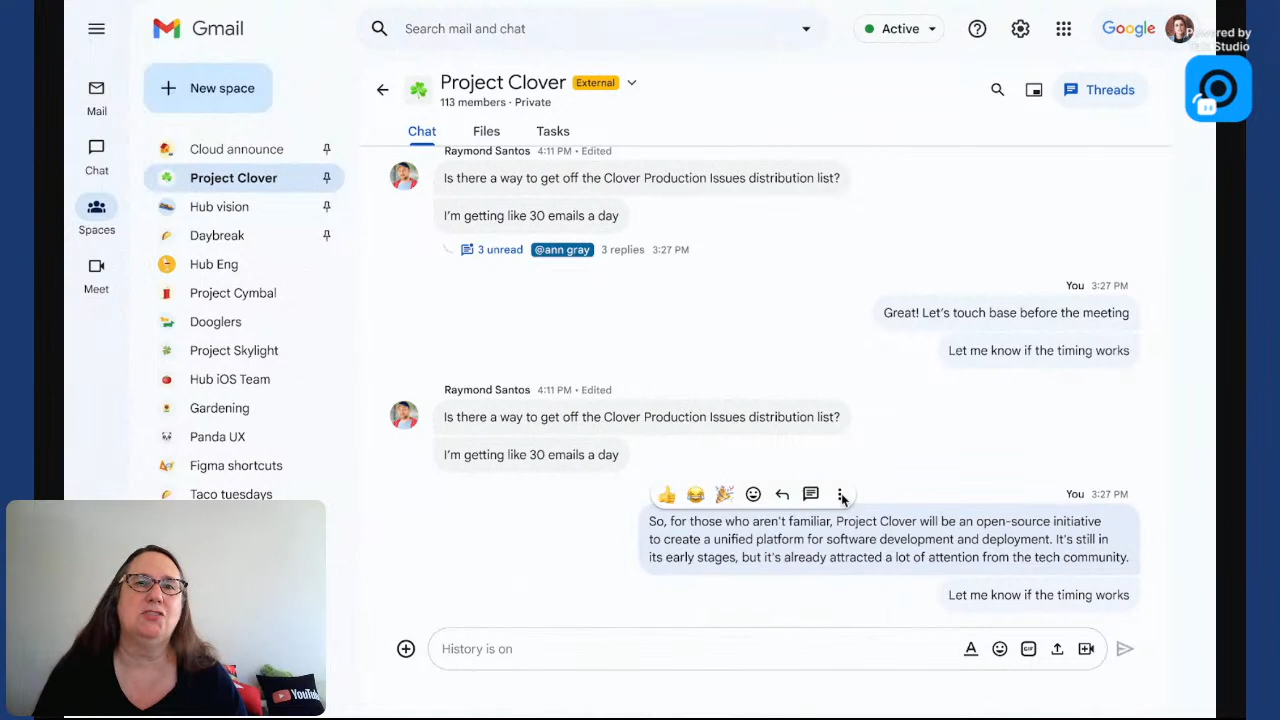 Gmail
Search mail and chat
Active
Google
Powered by
Studio
New space
Mail
Chat
Spaces
Meet
Cloud announce
Project Clover
Hub vision
Daybreak
Hub Eng
Project Cymbal
Dooglers
Project Skylight
Hub iOS Team
Gardening
Panda UX
Figma shortcuts
Taco tuesdays
Project Clover External
113 members · Private
Threads
Chat Files Tasks
Raymond Santos 4:11 PM · Edited
Is there a way to get off the Clover Production Issues distribution list?
I'm getting like 30 emails a day
3 unread @ann gray 3 replies 3:27 PM
You 3:27 PM
Great! Let's touch base before the meeting
Let me know if the timing works
Raymond Santos 4:11 PM · Edited
Is there a way to get off the Clover Production Issues distribution list?
I'm getting like 30 emails a day
You 3:27 PM
So, for those who aren't familiar, Project Clover will be an open-source initiative
to create a unified platform for software development and deployment. It's still in
its early stages, but it's already attracted a lot of attention from the tech community.
Let me know if the timing works
History is on
GIF
YouTube